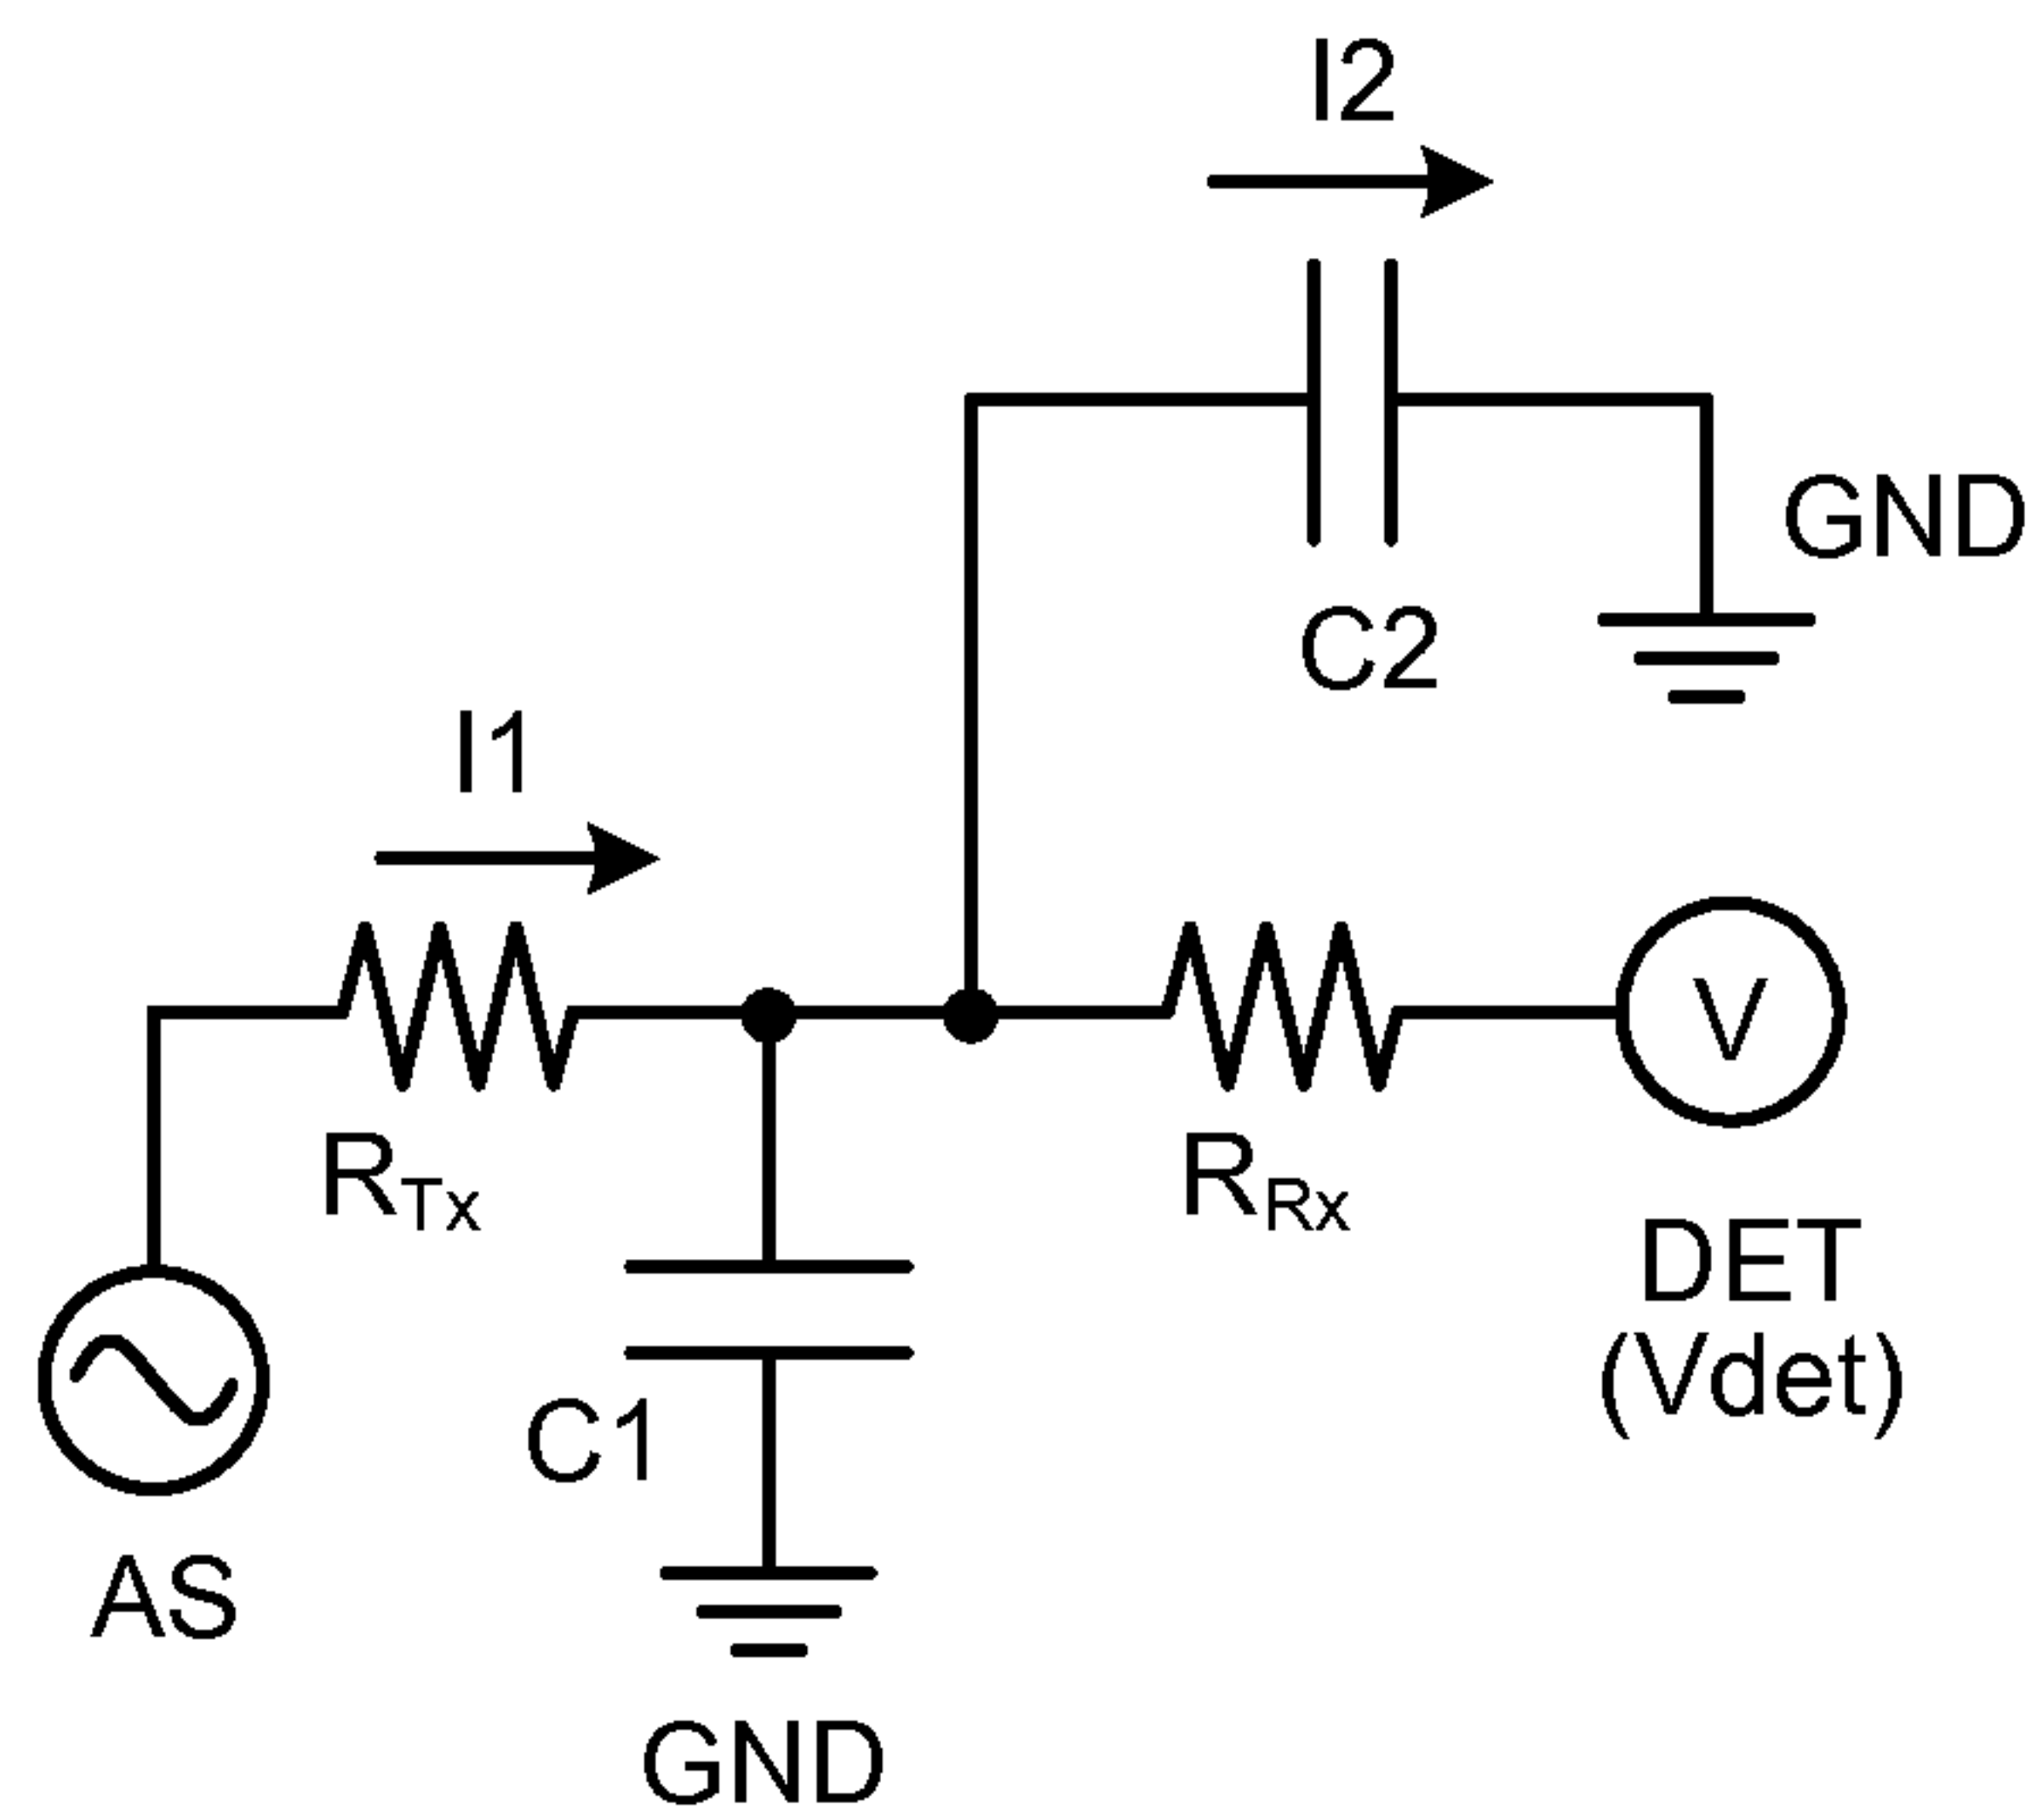 I2
GND
C2
I1
V
RTx
RRx
DET
(Vdet)
C1
AS
GND